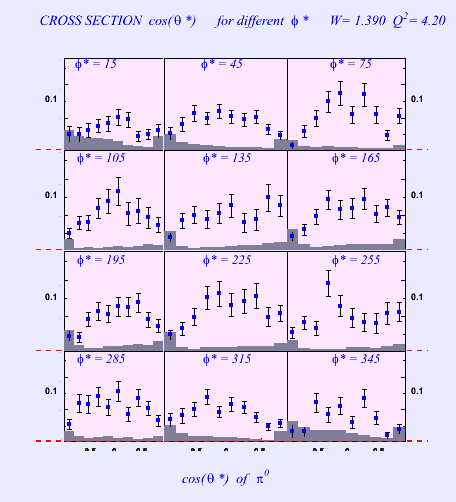 CROSS SECTION cos(θ *) for different ϕ * W= 1.390 Q²= 4.20
ϕ* = 15 ϕ* = 45 ϕ* = 75
0.1 0.1
ϕ* = 105 ϕ* = 135 ϕ* = 165
0.1 0.1
ϕ* = 195 ϕ* = 225 ϕ* = 255
0.1 0.1
ϕ* = 285 ϕ* = 315 ϕ* = 345
0.1 0.1
cos(θ *) of π⁰